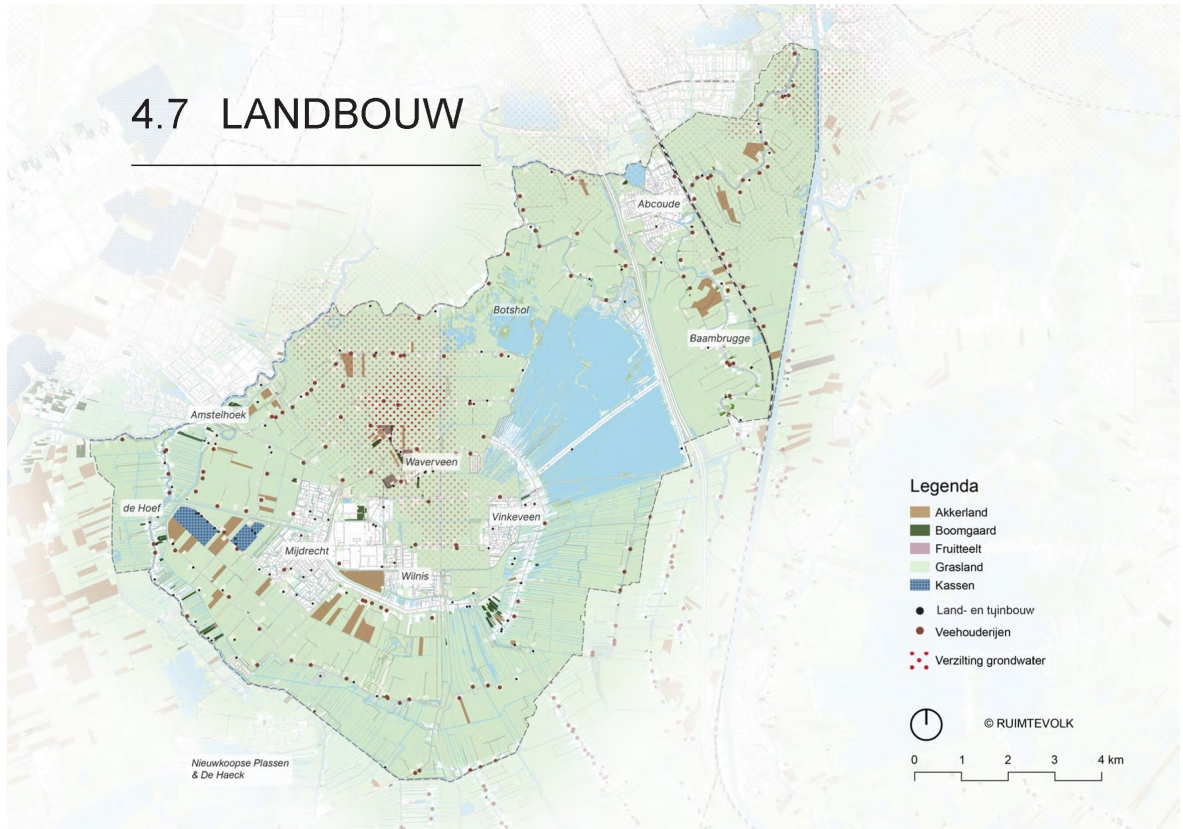 4.7 LANDBOUW
Abcoude
Botshol
Baambrugge
Amstelhoek
Waverveen
de Hoef
Vinkeveen
Mijdrecht
Wilnis
Nieuwkoopse Plassen
& De Haeck
Legenda
Akkerland
Boomgaard
Fruitteelt
Grasland
Kassen
Land- en tuinbouw
Veehouderijen
Verzilting grondwater
© RUIMTEVOLK
0 1 2 3 4 km